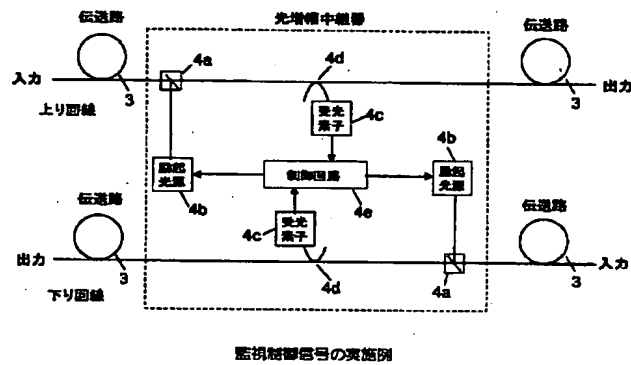 伝送路
光増幅中継器
伝送路
4a
4d
入力
3
出力
3
上り回線
受光
素子
4c
4b
励起
光源
制御回路
励起
光源
4b
4e
伝送路
受光
素子
4c
伝送路
出力
3
4d
4a
入力
3
下り回線
監視制御信号の実施例